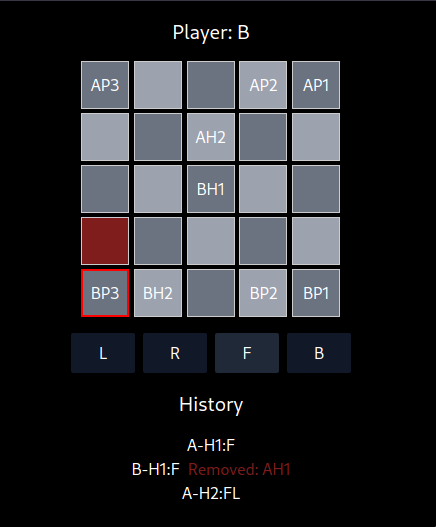 Player: B
AP3 AP2 AP1
AH2
BH1
BP3 BH2 BP2 BP1
L R F B
History
A-H1:F
B-H1:F Removed: AH1
A-H2:FL